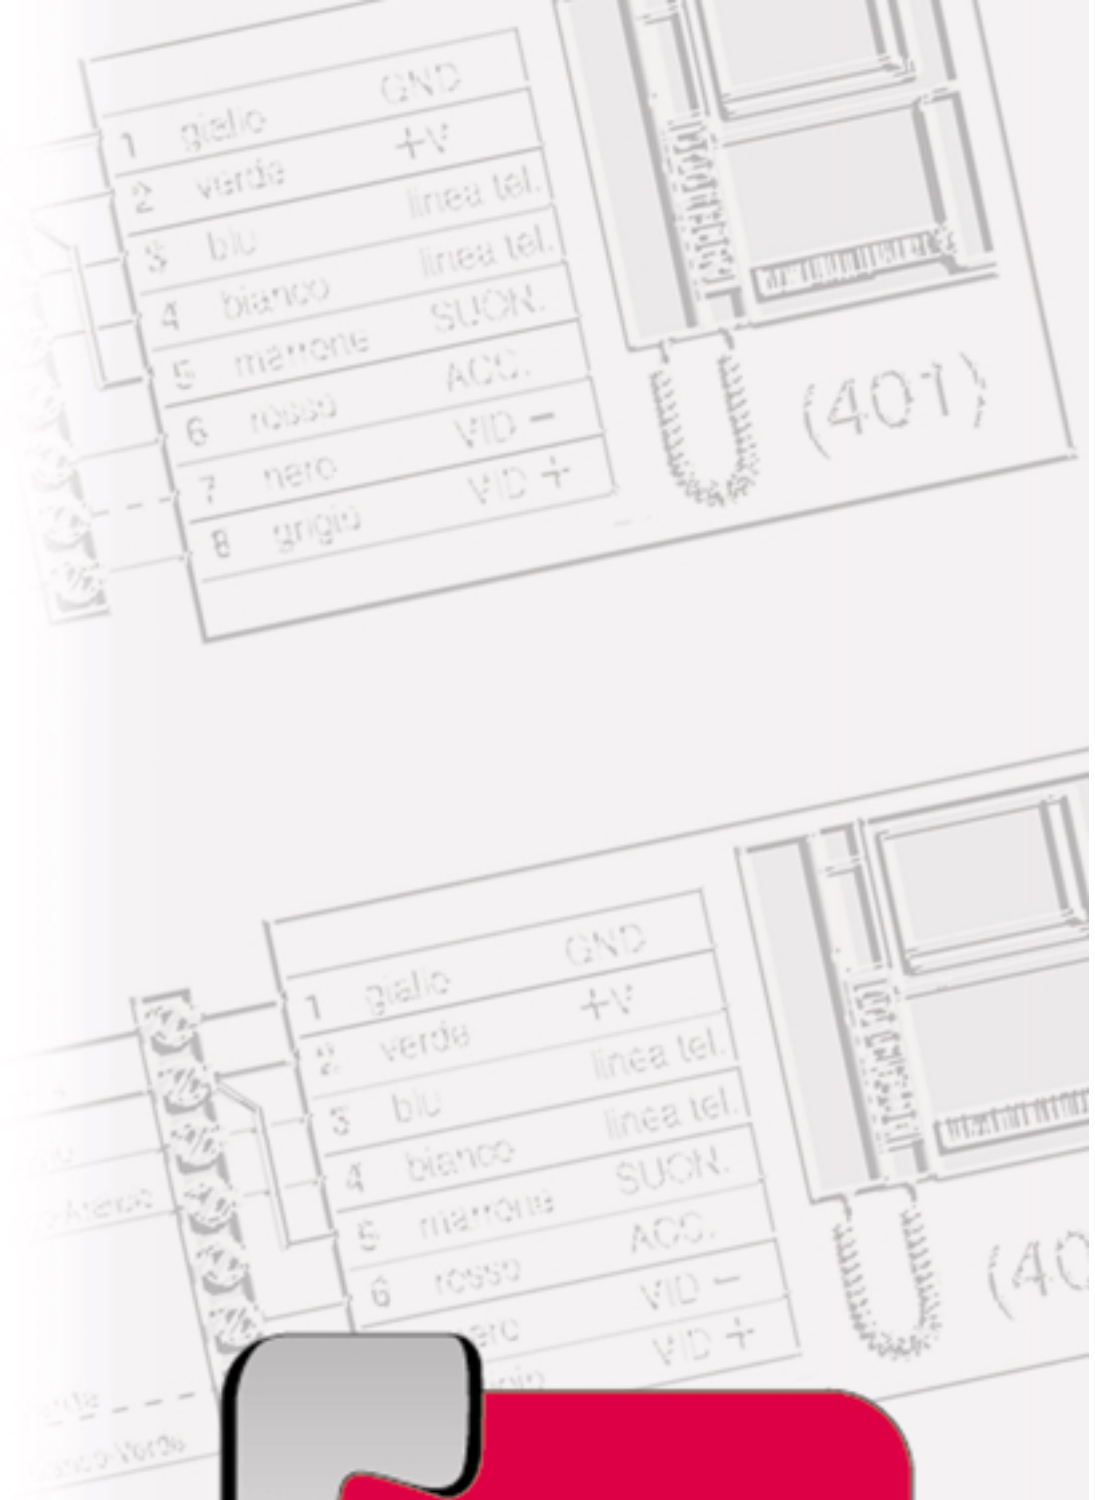 1 giallo GND
2 verde +V
3 blu linea tel.
4 bianco linea tel.
5 marrone SUON.
6 rosso ACC.
7 nero VID -
8 grigio VID +
(401)
1 giallo GND
2 verde +V
3 blu linea tel.
4 bianco linea tel.
5 marrone SUON.
6 rosso ACC.
ero VID -
VID +
(40